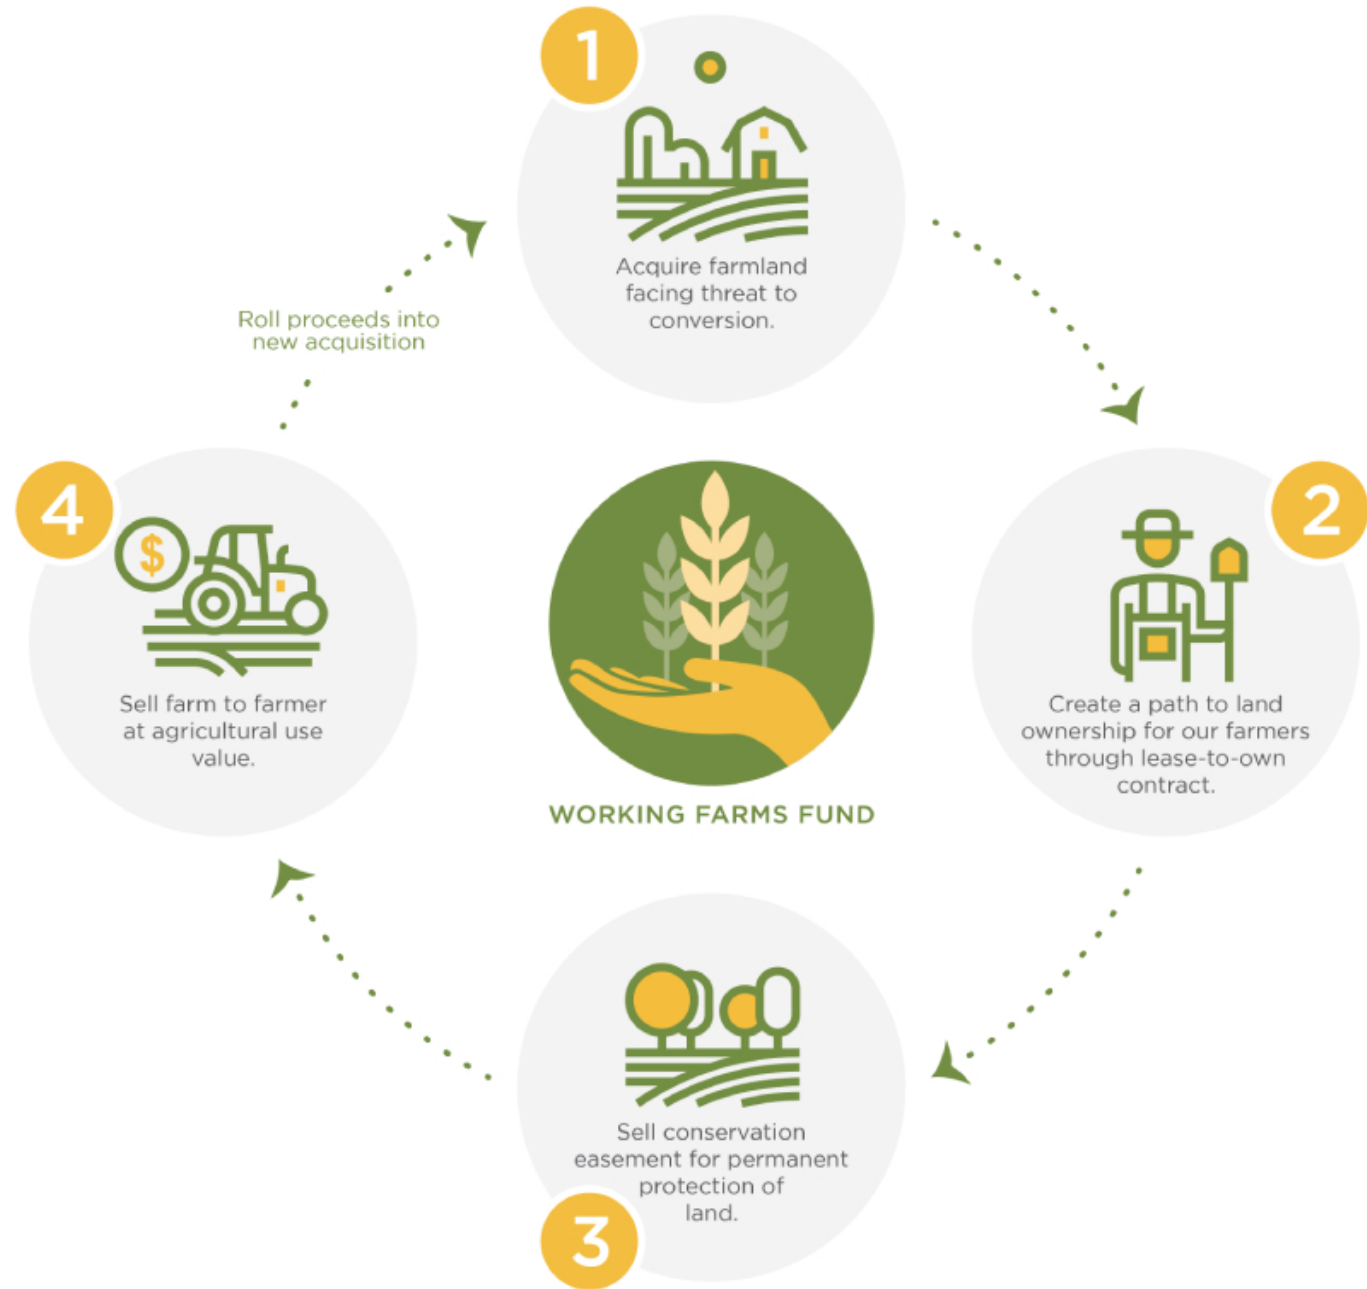 1
Acquire farmland
facing threat to
conversion.
2
Create a path to land
ownership for our farmers
through lease-to-own
contract.
3
Sell conservation
easement for permanent
protection of
land.
4
$
Sell farm to farmer
at agricultural use
value.
Roll proceeds into
new acquisition
WORKING FARMS FUND